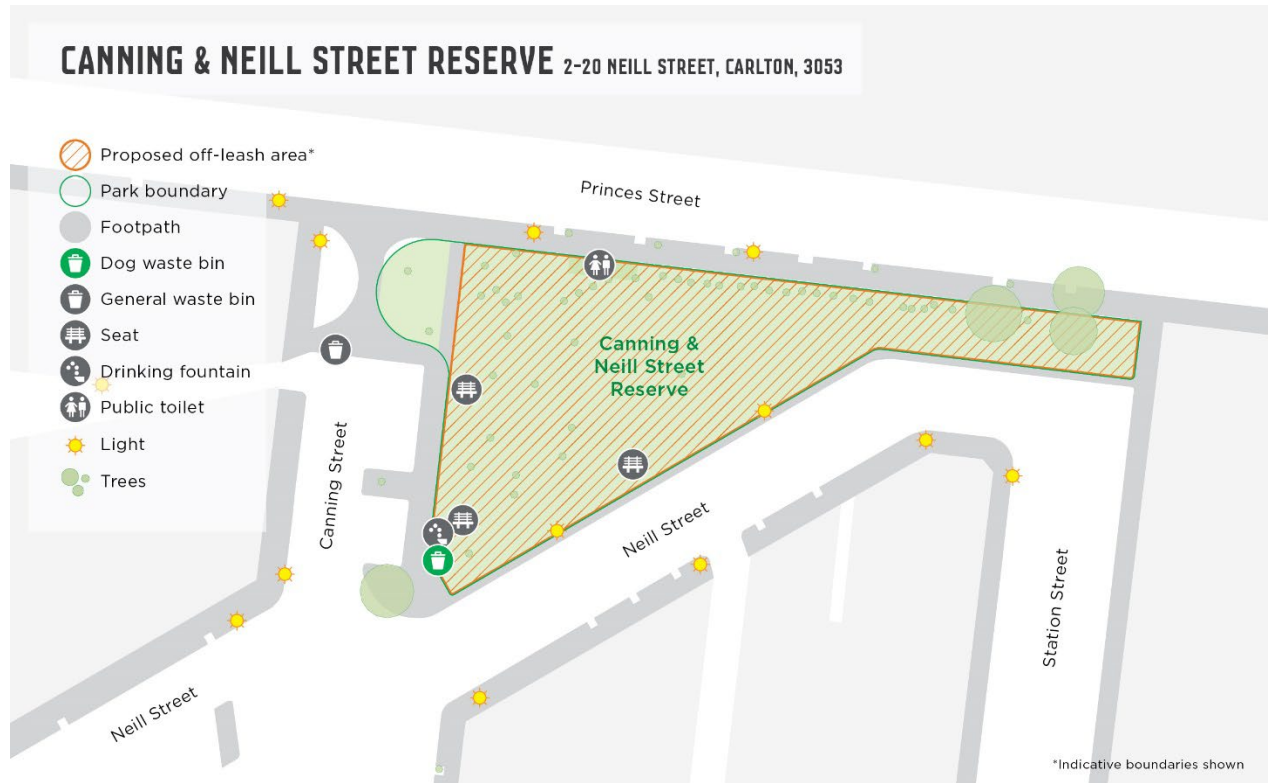 CANNING & NEILL STREET RESERVE 2-20 NEILL STREET, CARLTON, 3053
Proposed off-leash area*
Park boundary
Footpath
Dog waste bin
General waste bin
Seat
Drinking fountain
Public toilet
Light
Trees
Princes Street
Canning &
Neill Street
Reserve
Canning Street
Neill Street
Station Street
Neill Street
*Indicative boundaries shown